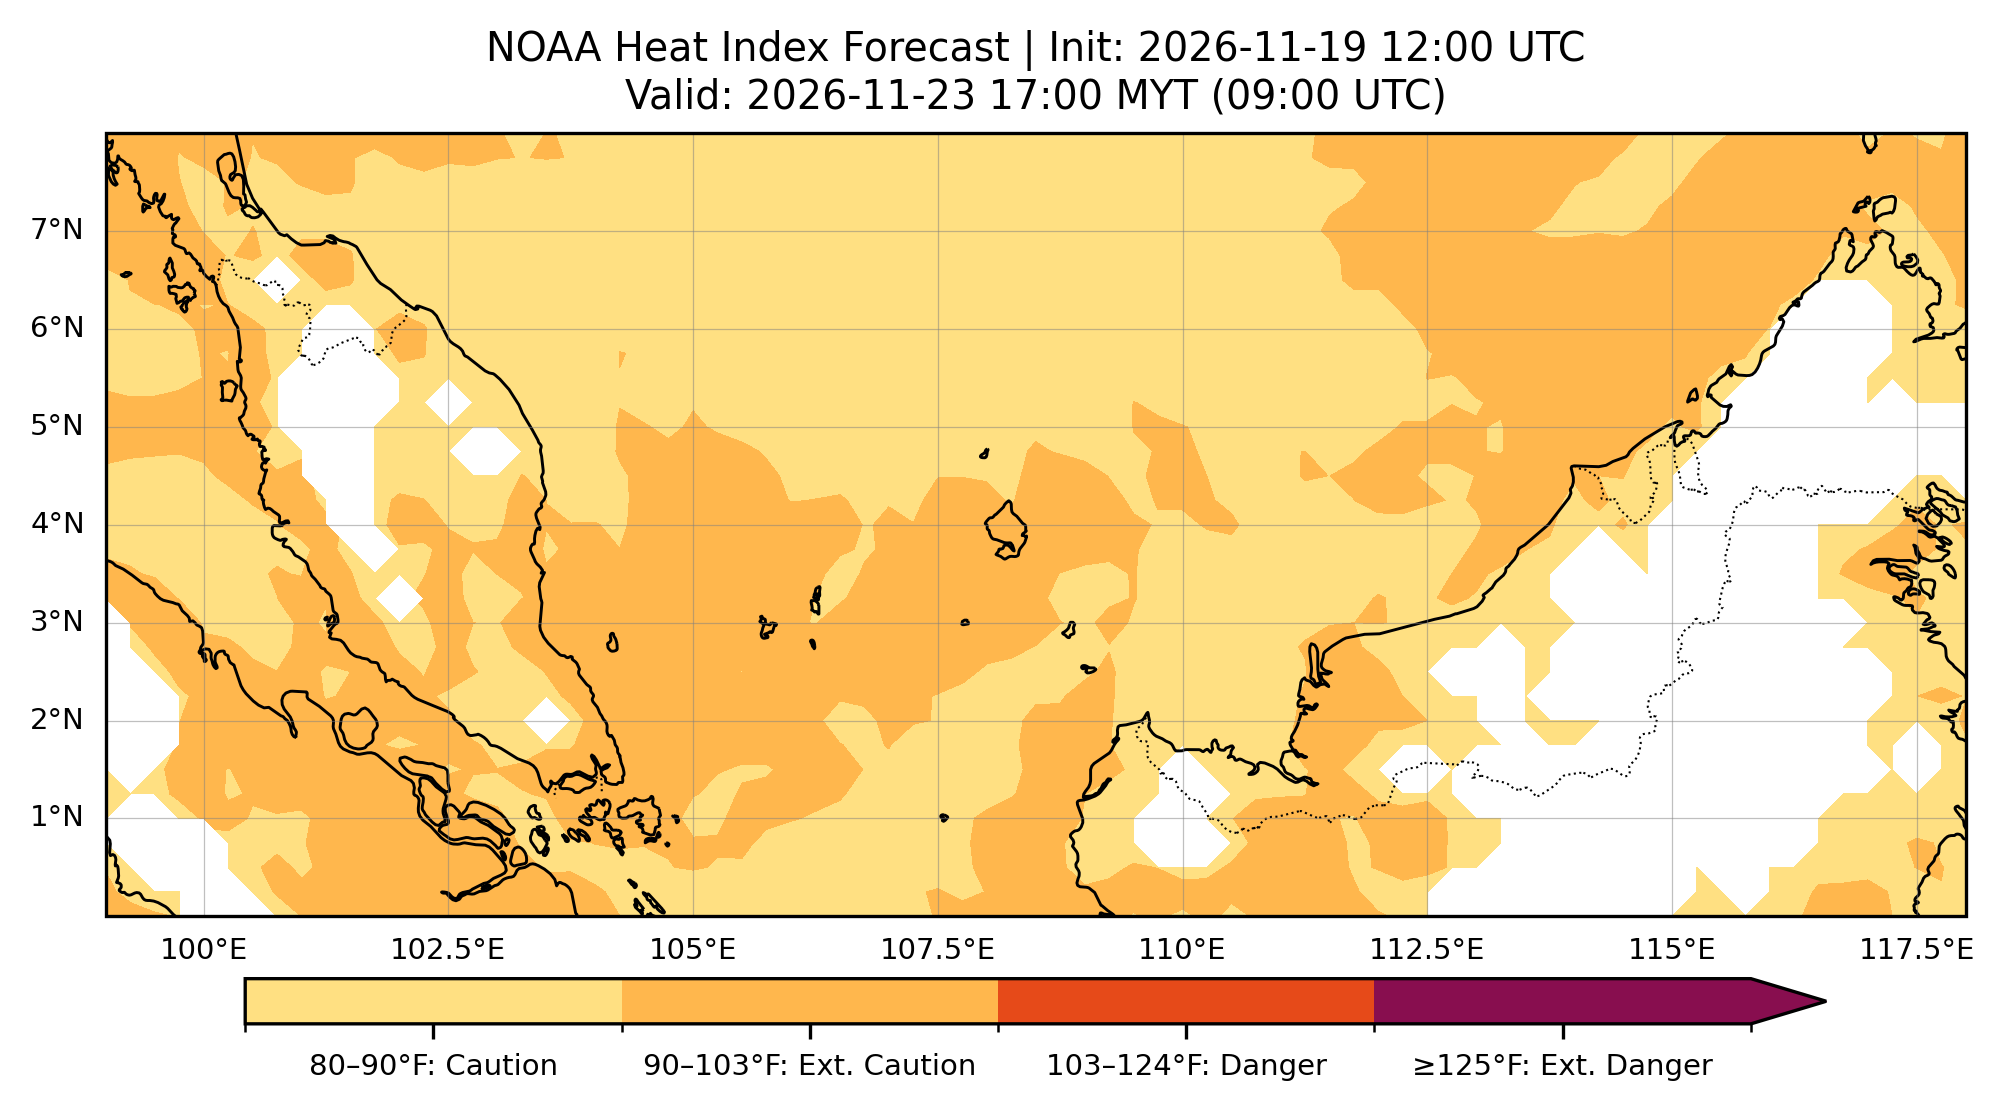 NOAA Heat Index Forecast | Init: 2026-11-19 12:00 UTC
Valid: 2026-11-23 17:00 MYT (09:00 UTC)
7°N
6°N
5°N
4°N
3°N
2°N
1°N
100°E 102.5°E 105°E 107.5°E 110°E 112.5°E 115°E 117.5°E
80–90°F: Caution 90–103°F: Ext. Caution 103–124°F: Danger ≥125°F: Ext. Danger